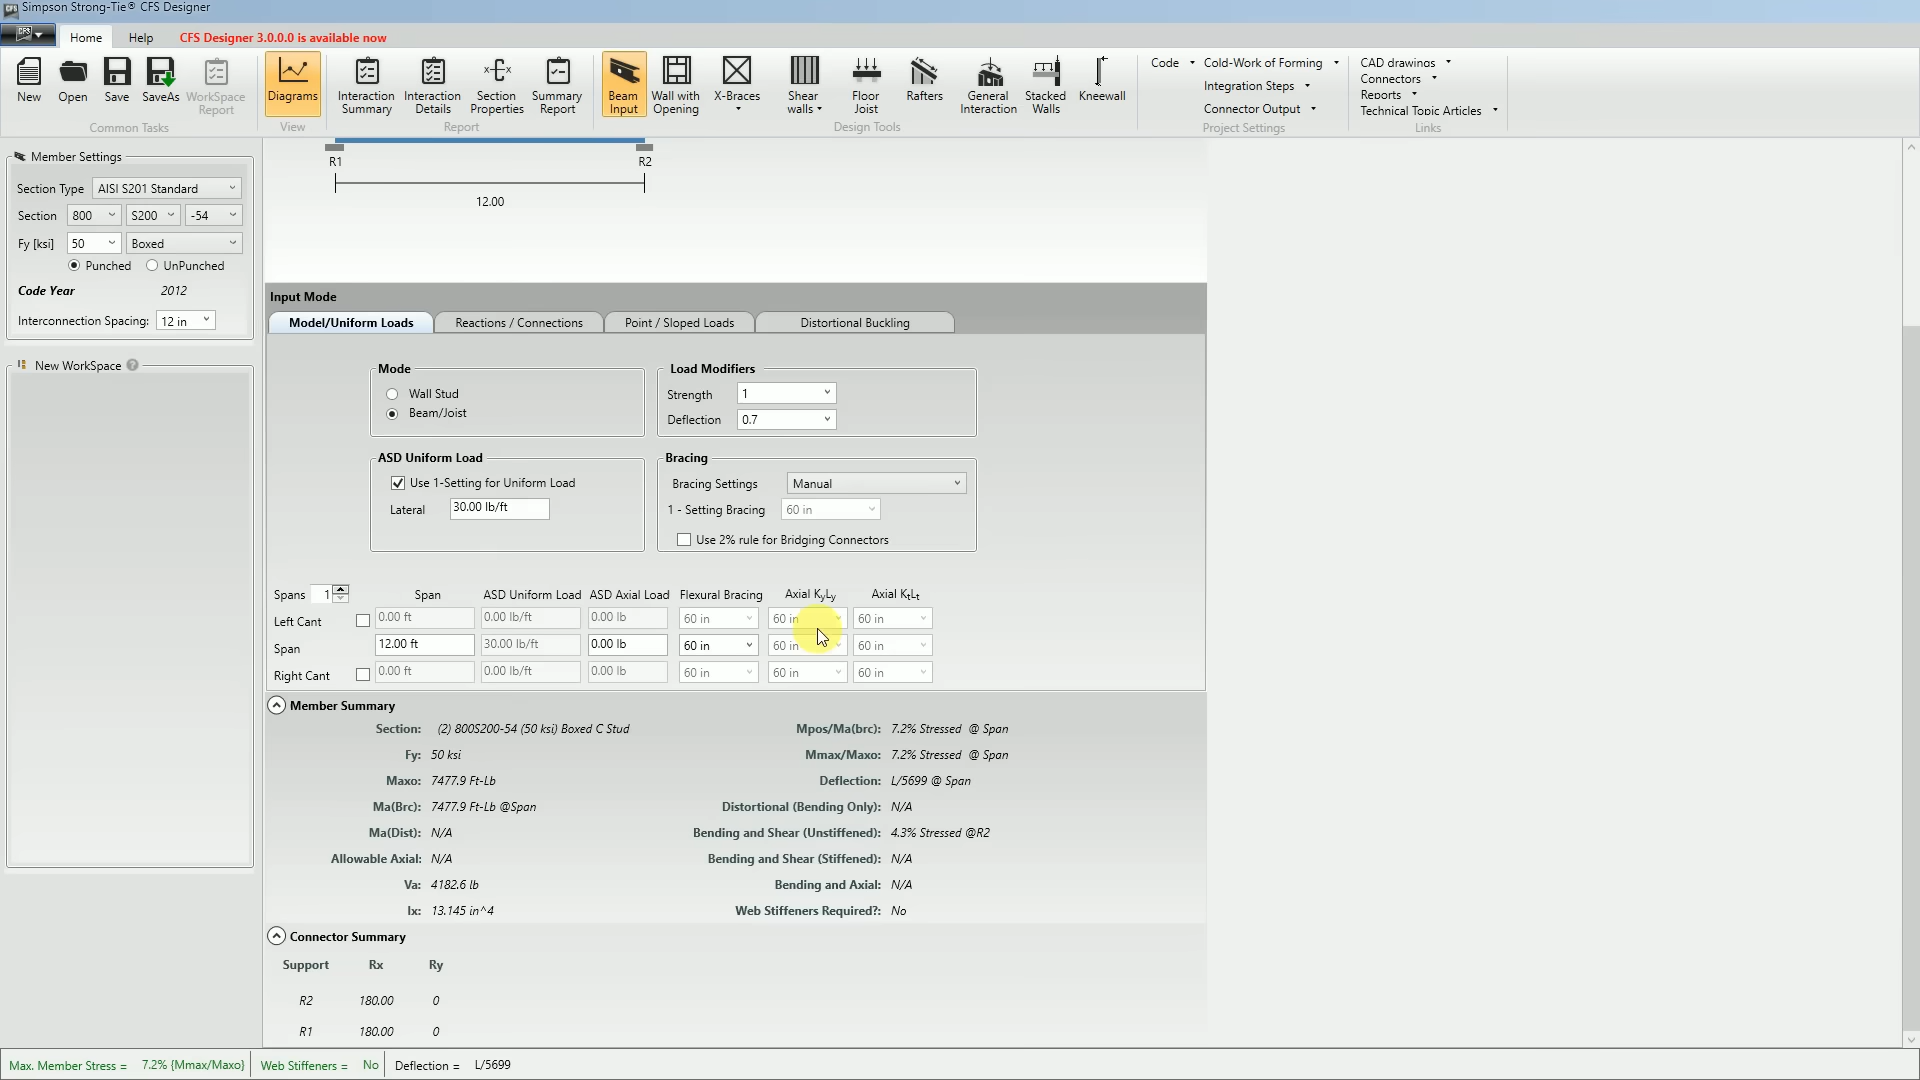 Simpson Strong-Tie® CFS Designer
CFS
Home Help CFS Designer 3.0.0.0 is available now
New Open Save SaveAs WorkSpace Report
Common Tasks
Diagrams
View
Interaction Summary Interaction Details Section Properties Summary Report
Report
Beam Input Wall with Opening X-Braces Shear walls Floor Joist Rafters General Interaction Stacked Walls Kneewall
Design Tools
Code Cold-Work of Forming
Integration Steps
Connector Output
Project Settings
CAD drawings
Connectors
Reports
Technical Topic Articles
Links
Member Settings
Section Type AISI S201 Standard
Section 800 S200 -54
Fy [ksi] 50 Boxed
Punched UnPunched
Code Year 2012
Interconnection Spacing: 12 in
New WorkSpace ?
R1 R2
12.00
Input Mode
Model/Uniform Loads Reactions / Connections Point / Sloped Loads Distortional Buckling
Mode
Wall Stud
Beam/Joist
Load Modifiers
Strength 1
Deflection 0.7
ASD Uniform Load
Use 1-Setting for Uniform Load
Lateral 30.00 lb/ft
Bracing
Bracing Settings Manual
1 - Setting Bracing 60 in
Use 2% rule for Bridging Connectors
Spans 1 Span ASD Uniform Load ASD Axial Load Flexural Bracing Axial KyLy Axial KtLt
Left Cant 0.00 ft 0.00 lb/ft 0.00 lb 60 in 60 in 60 in
Span 12.00 ft 30.00 lb/ft 0.00 lb 60 in 60 in 60 in
Right Cant 0.00 ft 0.00 lb/ft 0.00 lb 60 in 60 in 60 in
Member Summary
Section: (2) 800S200-54 (50 ksi) Boxed C Stud Mpos/Ma(brc): 7.2% Stressed @ Span
Fy: 50 ksi Mmax/Maxo: 7.2% Stressed @ Span
Maxo: 7477.9 Ft-Lb Deflection: L/5699 @ Span
Ma(Brc): 7477.9 Ft-Lb @Span Distortional (Bending Only): N/A
Ma(Dist): N/A Bending and Shear (Unstiffened): 4.3% Stressed @R2
Allowable Axial: N/A Bending and Shear (Stiffened): N/A
Va: 4182.6 lb Bending and Axial: N/A
Ix: 13.145 in^4 Web Stiffeners Required?: No
Connector Summary
Support Rx Ry
R2 180.00 0
R1 180.00 0
Max. Member Stress = 7.2% {Mmax/Maxo} Web Stiffeners = No Deflection = L/5699